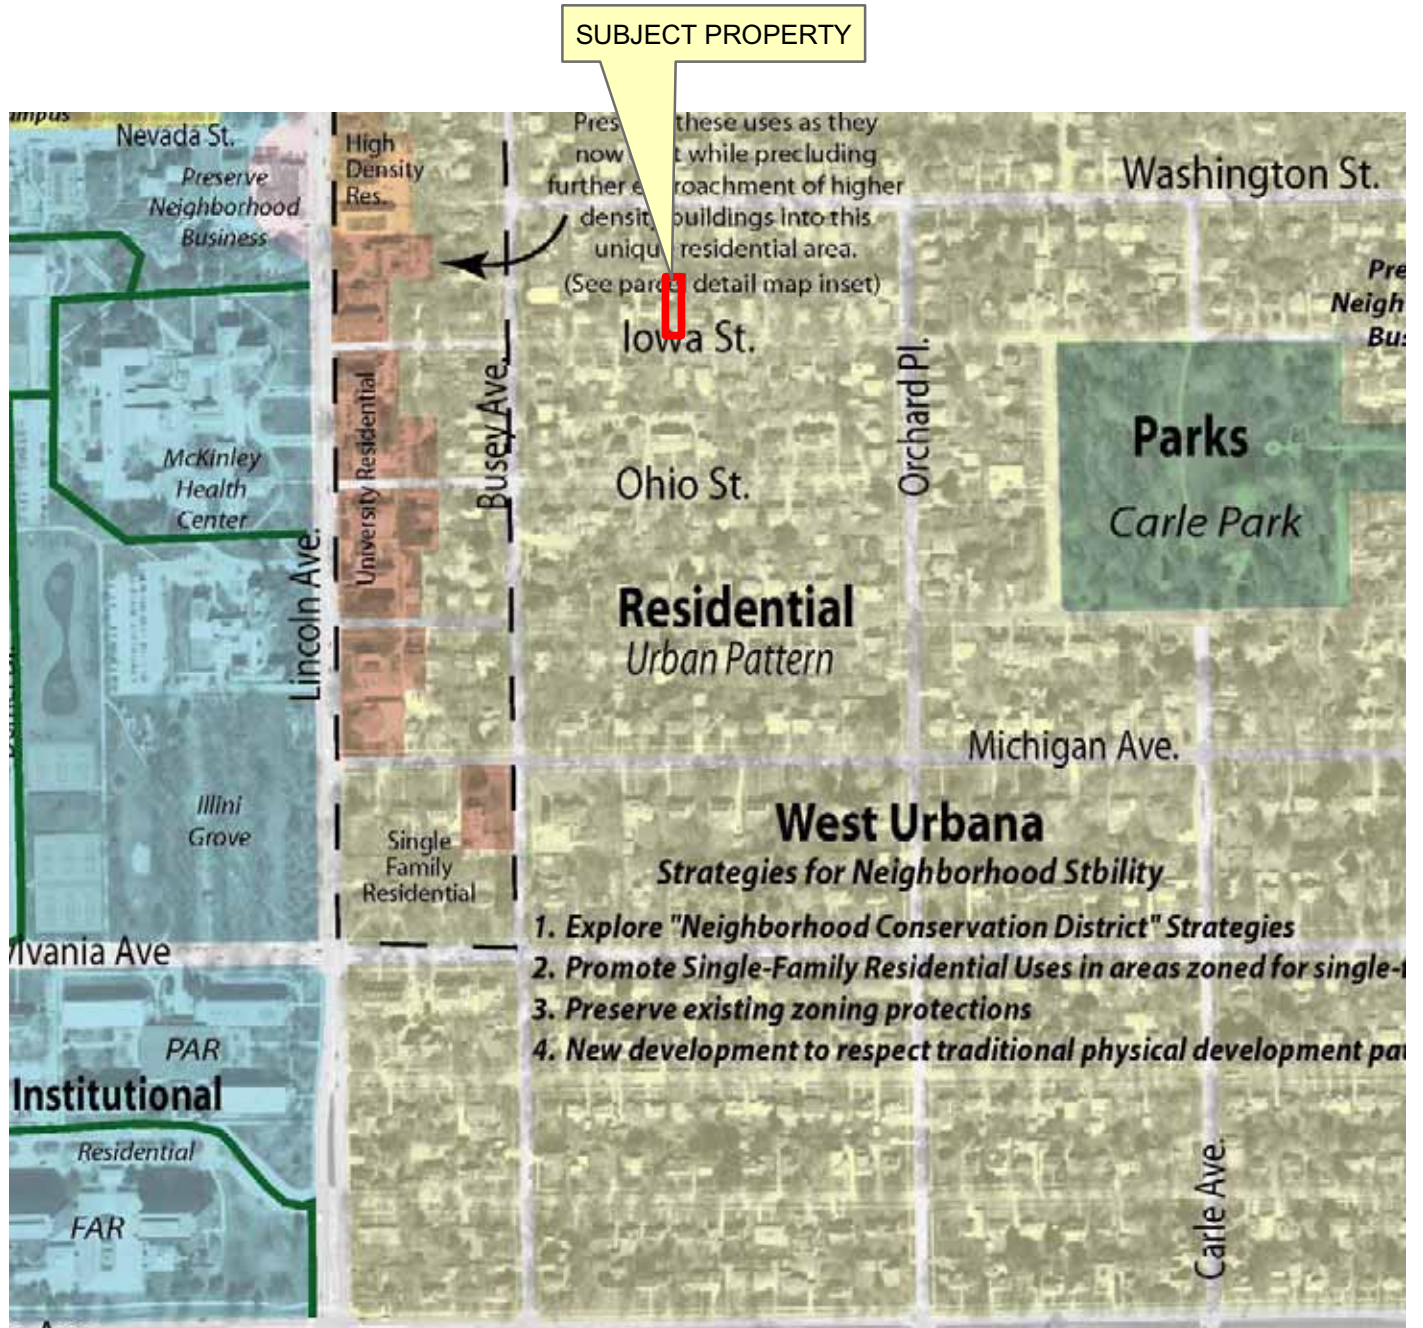 SUBJECT PROPERTY
Nevada St.
Preserve
Neighborhood
Business
High
Density
Res.
these uses as they
now while precluding
further of higher
buildings into this
residential area.
(See detail map inset)
Washington St.
Iowa St.
Busey Ave.
Orchard Pl.
University Residential
McKinley
Health
Center
Ohio St.
Parks
Carle Park
Lincoln Ave.
Residential
Urban Pattern
Michigan Ave.
Illini
Grove
Single
Family
Residential
West Urbana
Strategies for Neighborhood Stbility
1. Explore "Neighborhood Conservation District" Strategies
2. Promote Single-Family Residential Uses in areas zoned for single-
3. Preserve existing zoning protections
4. New development to respect traditional physical development
lvania Ave
PAR
Institutional
Residential
FAR
Carle Ave.